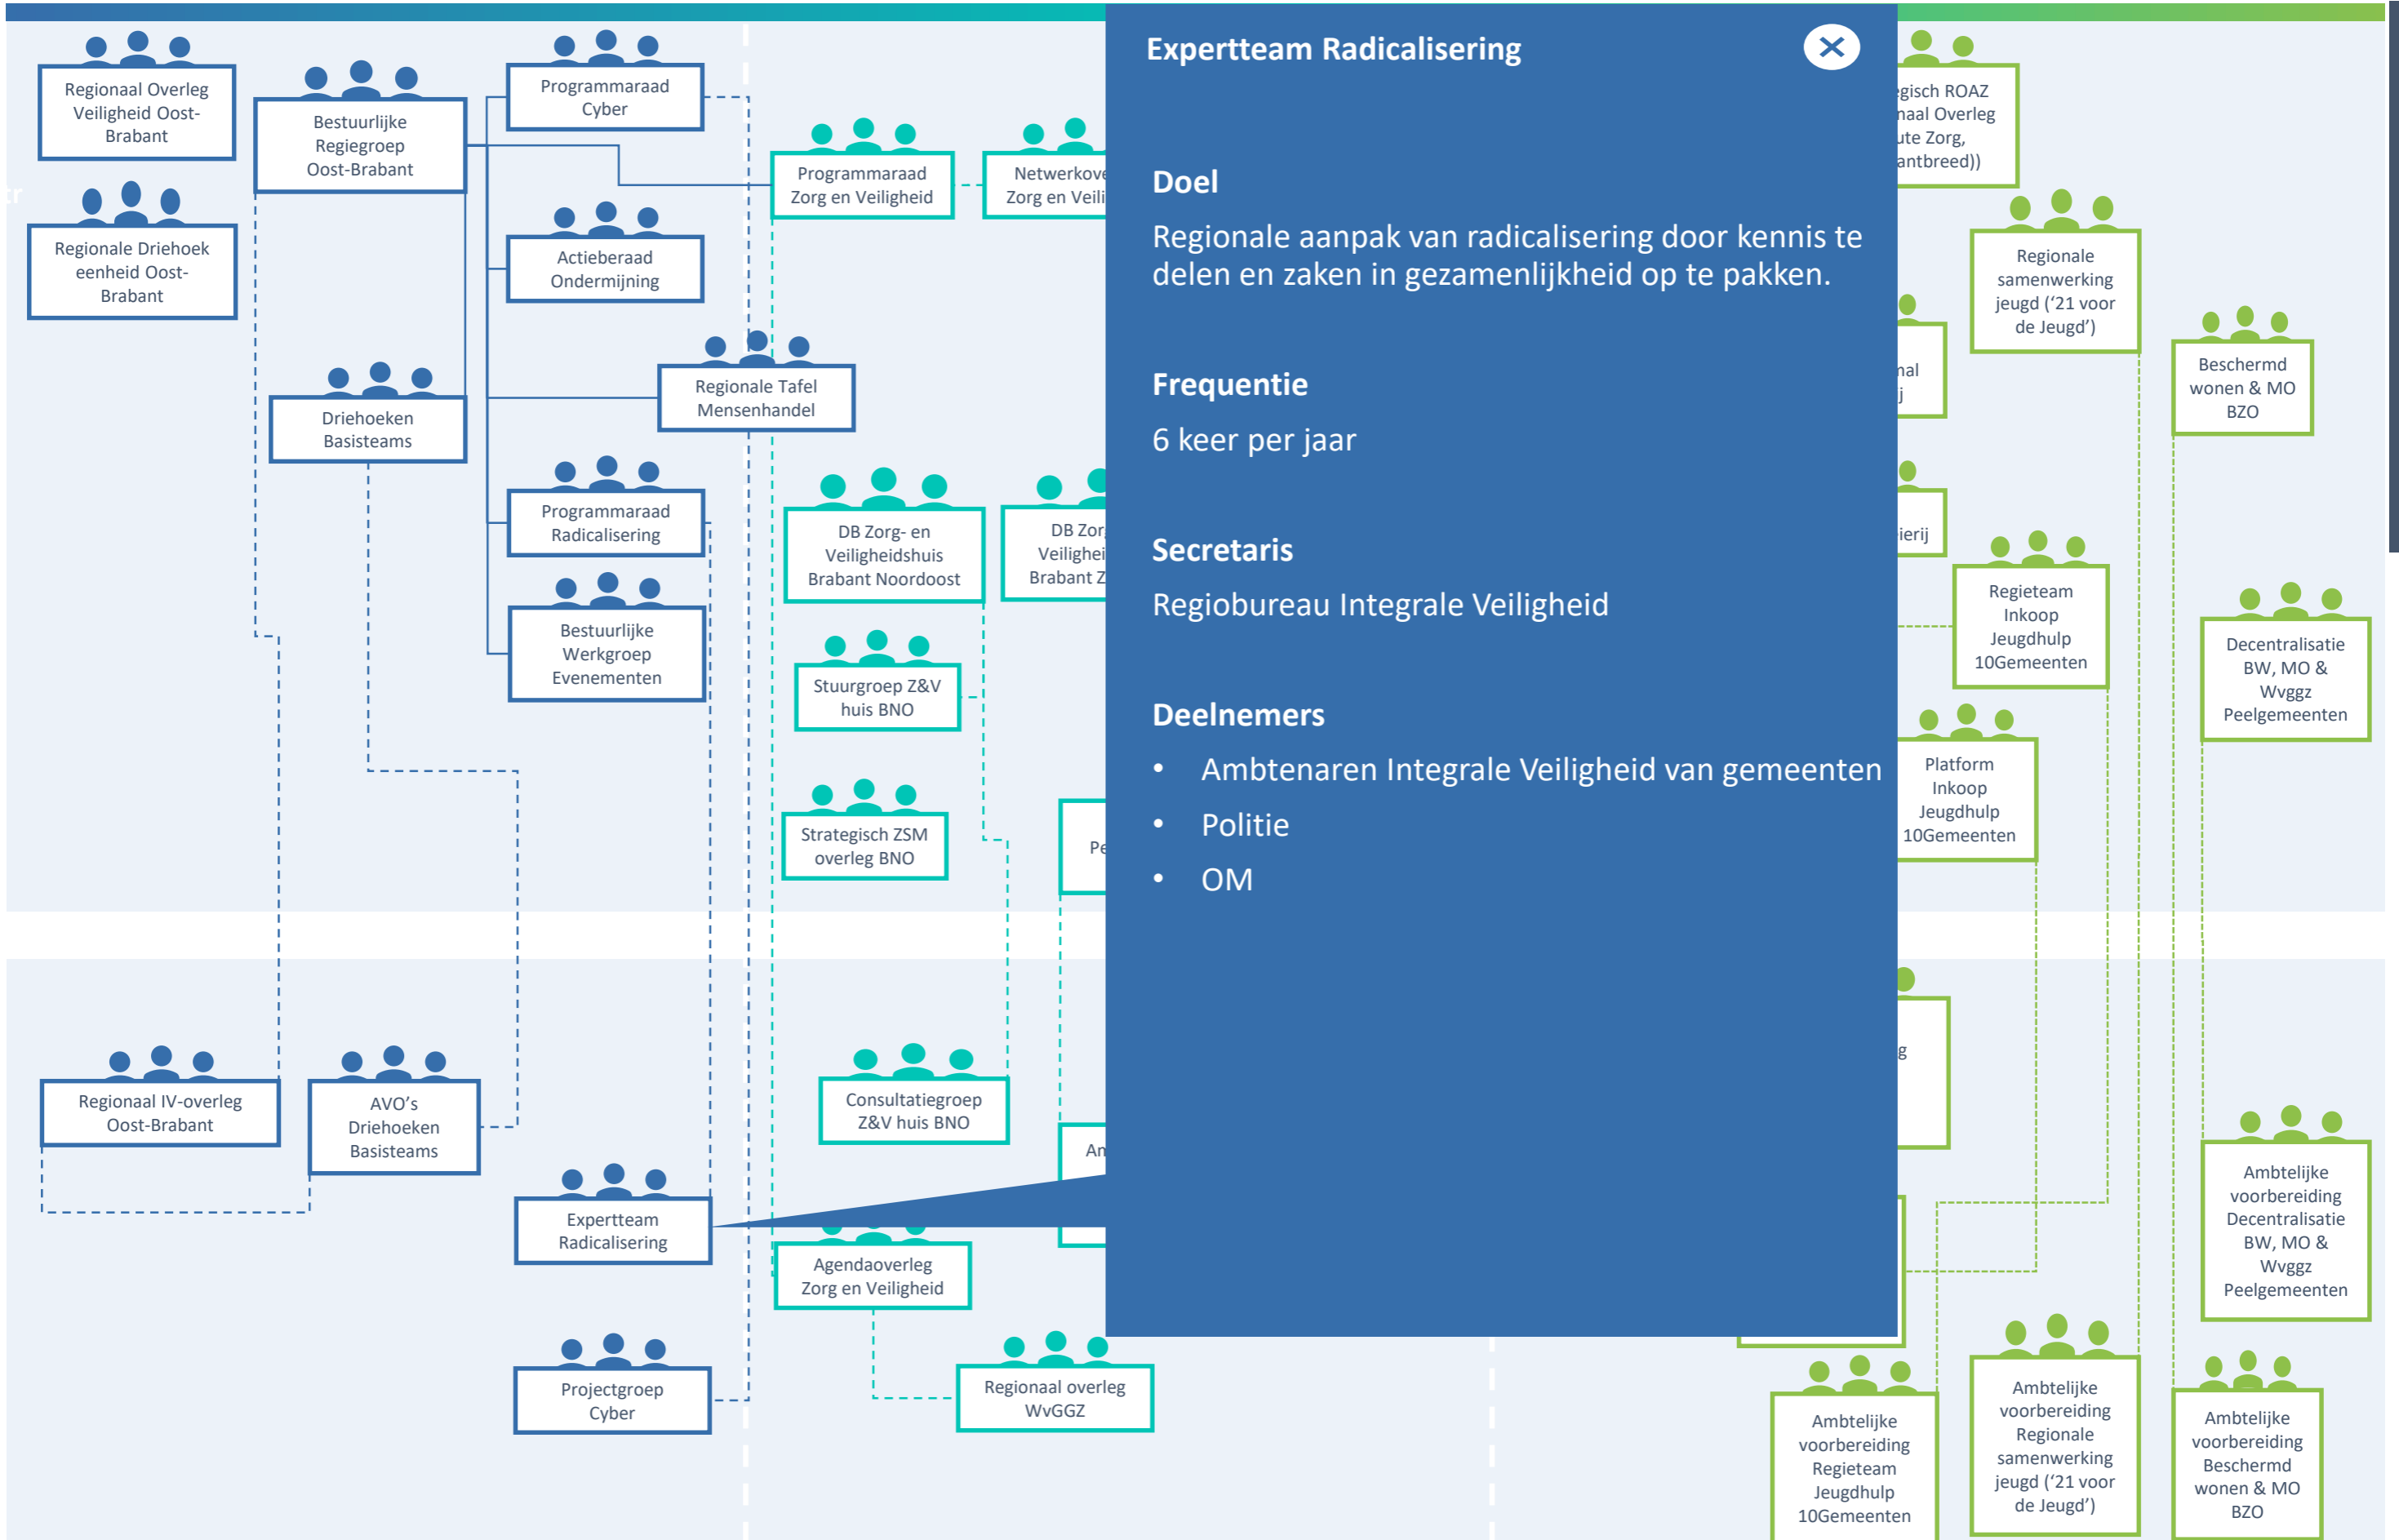 Regionaal Overleg
Veiligheid Oost-
Brabant
Bestuurlijke
Regiegroep
Oost-Brabant
Programmaraad
Cyber
tr
Regionale Driehoek
eenheid Oost-
Brabant
Actieberaad
Ondermijning
Driehoeken
Basisteams
Regionale Tafel
Mensenhandel
Programmaraad
Radicalisering
Bestuurlijke
Werkgroep
Evenementen
Regionaal IV-overleg
Oost-Brabant
AVO's
Driehoeken
Basisteams
Expertteam
Radicalisering
Projectgroep
Cyber
Programmaraad
Zorg en Veiligheid
Zorg en
DB Zorg- en
Veiligheidshuis
Brabant Noordoost
DB
Brabant
Stuurgroep Z&V
huis BNO
Strategisch ZSM
overleg BNO
Consultatiegroep
Z&V huis BNO
Agendaoverleg
Zorg en Veiligheid
Regionaal overleg
WvGGZ
Expertteam Radicalisering
Doel
Regionale aanpak van radicalisering door kennis te
delen en zaken in gezamenlijkheid op te pakken.
Frequentie
6 keer per jaar
Secretaris
Regiobureau Integrale Veiligheid
Deelnemers
• Ambtenaren Integrale Veiligheid van gemeenten
• Politie
• OM
ROAZ
Overleg
Zorg,
Regionale
samenwerking
jeugd (‘21 voor
de Jeugd’)
Beschermd
wonen & MO
BZO
Regieteam
Inkoop
Jeugdhulp
10Gemeenten
Decentralisatie
BW, MO &
Wvggz
Peelgemeenten
Platform
Inkoop
Jeugdhulp
10Gemeenten
Ambtelijke
voorbereiding
Decentralisatie
BW, MO &
Wvggz
Peelgemeenten
Ambtelijke
voorbereiding
Regieteam
Jeugdhulp
10Gemeenten
Ambtelijke
voorbereiding
Regionale
samenwerking
jeugd (‘21 voor
de Jeugd’)
Ambtelijke
voorbereiding
Beschermd
wonen & MO
BZO